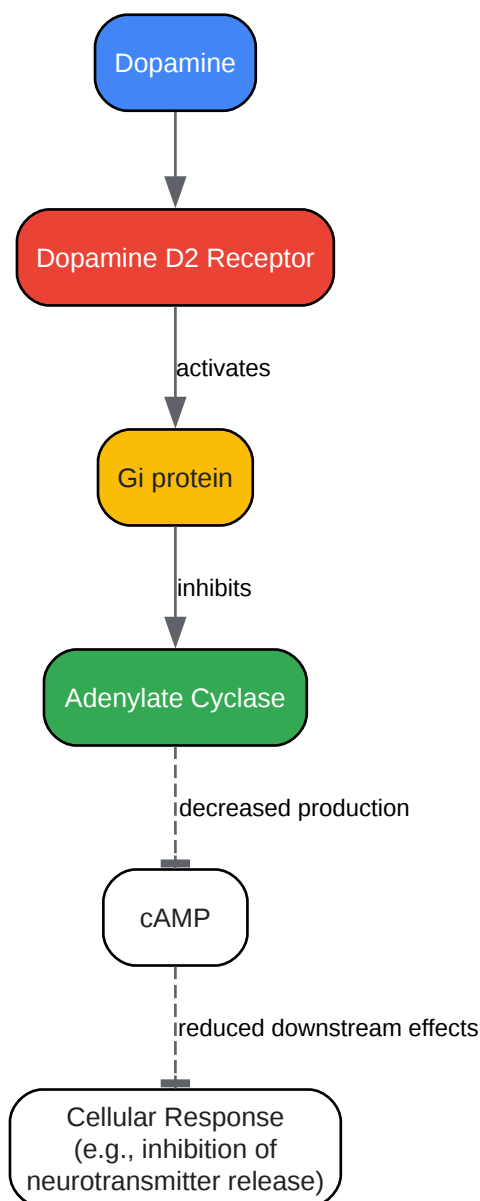 Dopamine
Dopamine D2 Receptor
activates
Gi protein
inhibits
Adenylate Cyclase
decreased production
cAMP
reduced downstream effects
Cellular Response
(e.g., inhibition of
neurotransmitter release)